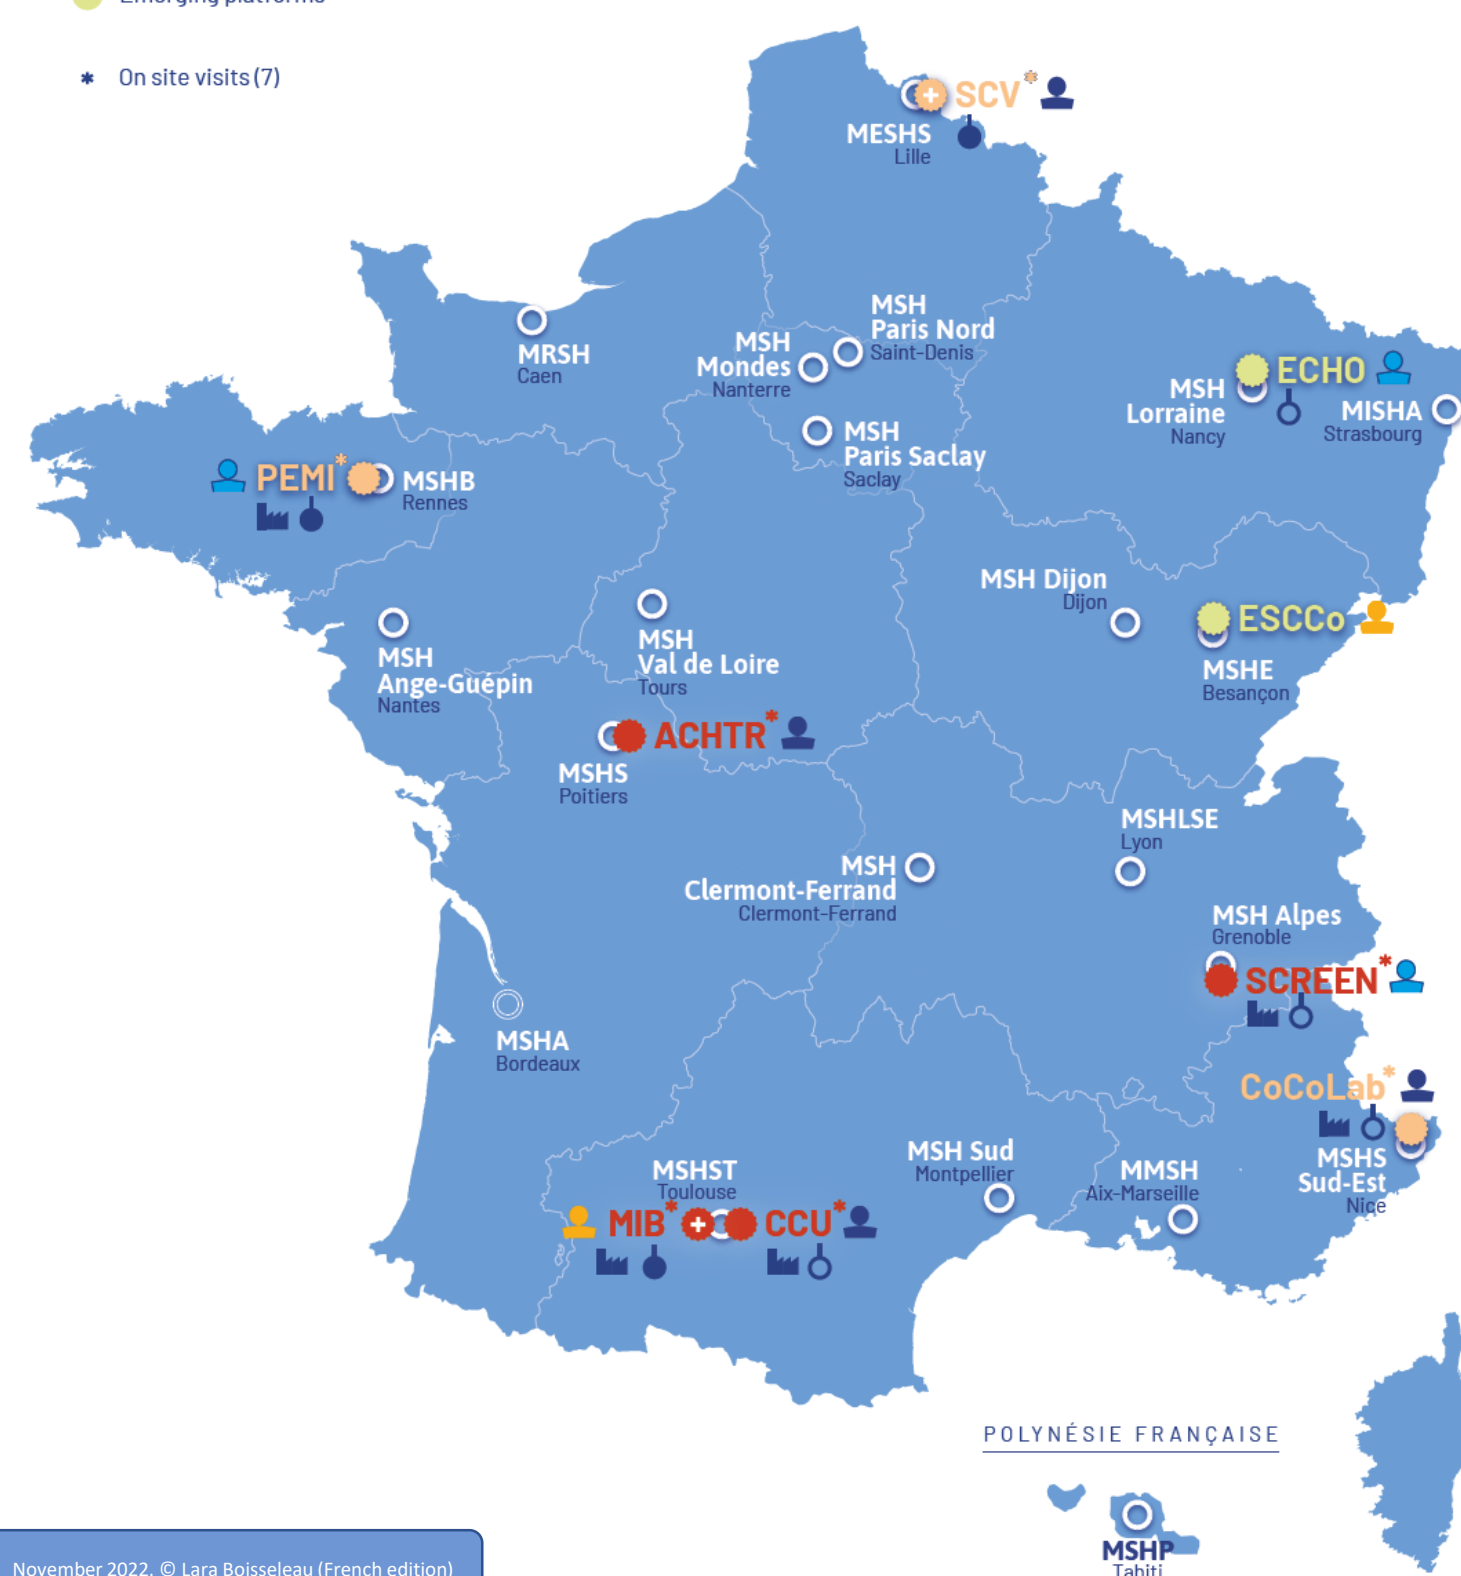 Emerging platforms
* On site visits (7)
SCV*
MESHS
Lille
MSH
Paris Nord
Saint-Denis
MSH
Mondes
Nanterre
MRSH
Caen
ECHO
MSH
Lorraine
Nancy
MISHA
Strasbourg
MSH
Paris Saclay
Saclay
PEMI*
MSHB
Rennes
MSH Dijon
Dijon
ESCCo
MSHE
Besançon
MSH
Ange-Guépin
Nantes
MSH
Val de Loire
Tours
ACHTR*
MSHS
Poitiers
MSHLSE
Lyon
MSH
Clermont-Ferrand
Clermont-Ferrand
MSH Alpes
Grenoble
SCREEN*
MSHA
Bordeaux
CoCoLab*
MSHS
Sud-Est
Nice
MSH Sud
Montpellier
MMSH
Aix-Marseille
MSHST
Toulouse
MIB*
CCU*
POLYNÉSIE FRANÇAISE
MSHP
Tahiti
November 2022, © Lara Boisseleau (French edition)